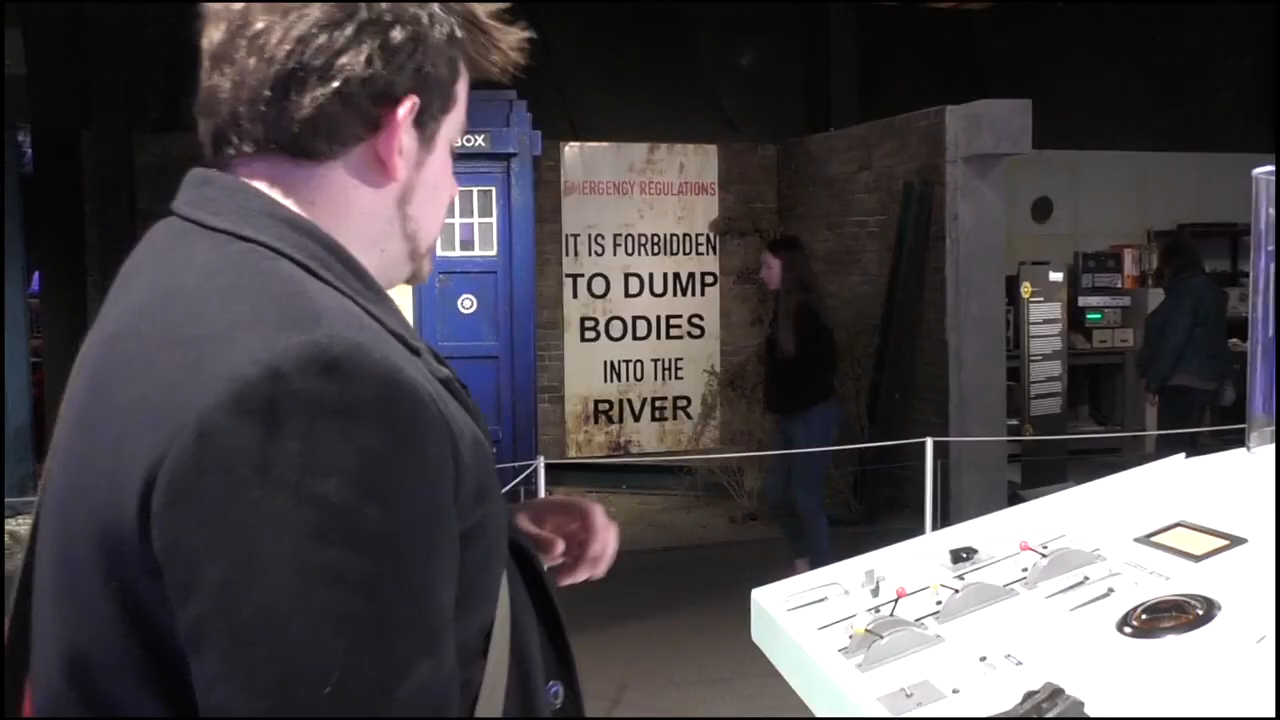 BOX
EMERGENCY REGULATIONS
IT IS FORBIDDEN
TO DUMP
BODIES
INTO THE
RIVER